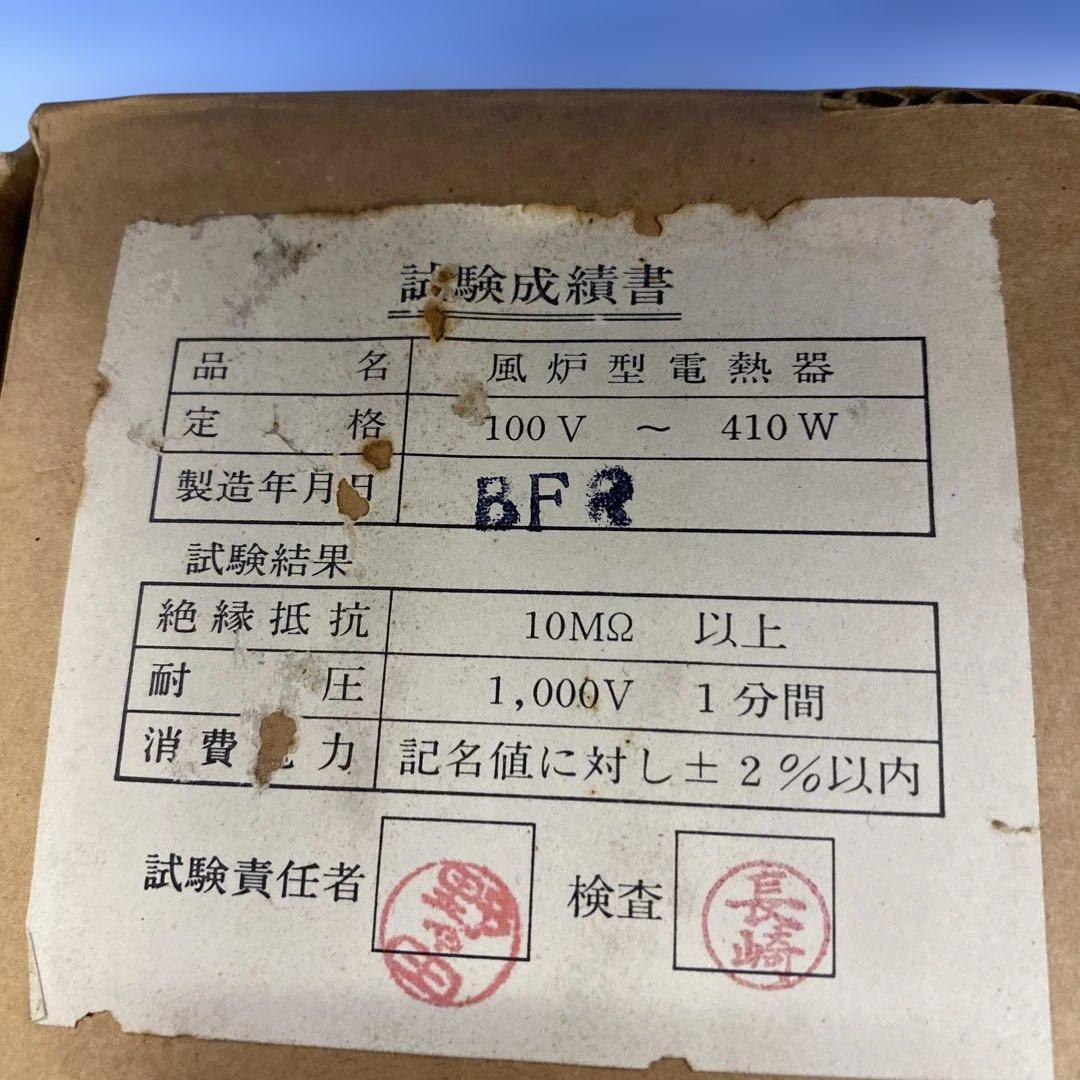 試験成績書
品名 風炉型電熱器
定格 100V ～ 410W
製造年月日 BFR
試験結果
絶縁抵抗 10MΩ 以上
耐圧 1,000V 1分間
消費電力 記名値に対し±2%以内
試験責任者
検査 長崎